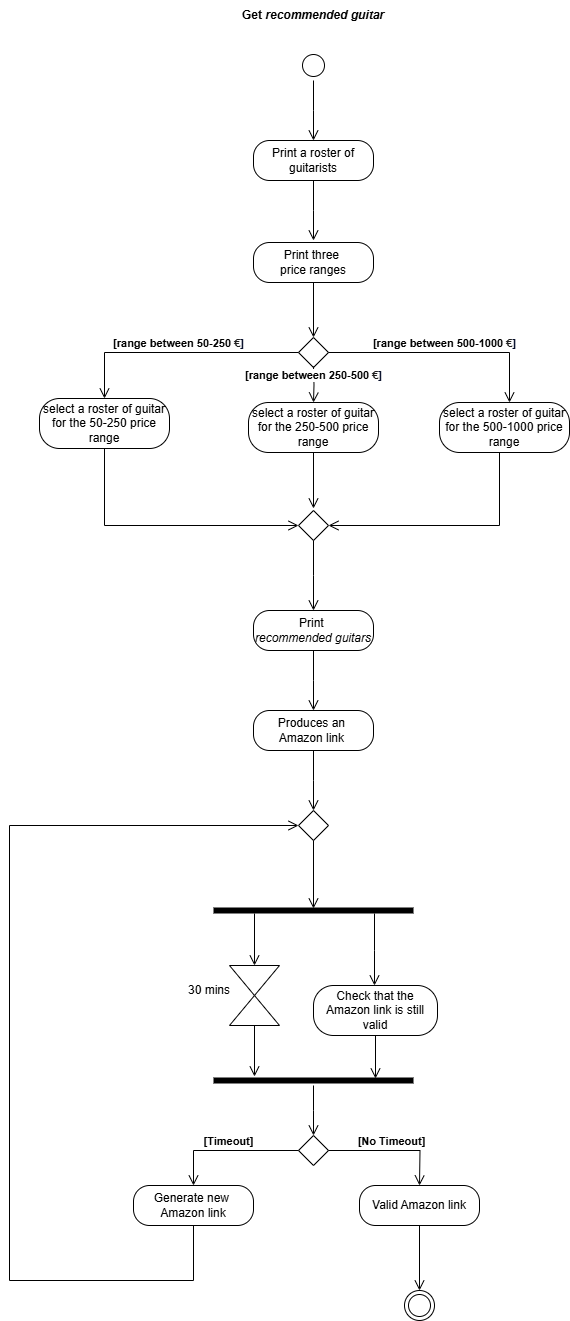 Get recommended guitar
Print a roster of
guitarists
Print three
price ranges
[range between 50-250 €]
[range between 500-1000 €]
[range between 250-500 €]
select a roster of guitar
for the 50-250 price
range
select a roster of guitar
for the 250-500 price
range
select a roster of guitar
for the 500-1000 price
range
Print
recommended guitars
Produces an
Amazon link
30 mins
Check that the
Amazon link is still
valid
[Timeout]
[No Timeout]
Generate new
Amazon link
Valid Amazon link